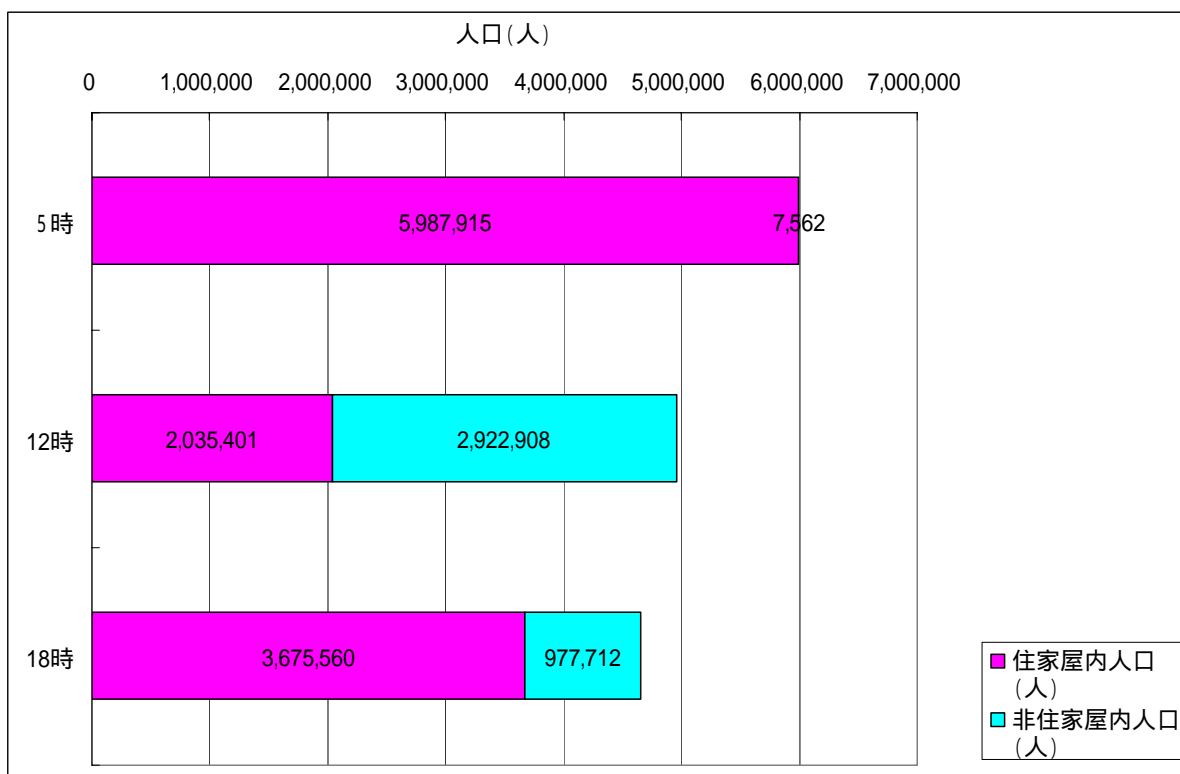 人口(人)
0 1,000,000 2,000,000 3,000,000 4,000,000 5,000,000 6,000,000 7,000,000
5時 5,987,915 7,562
12時 2,035,401 2,922,908
18時 3,675,560 977,712
住家屋内人口
(人)
非住家屋内人口
(人)